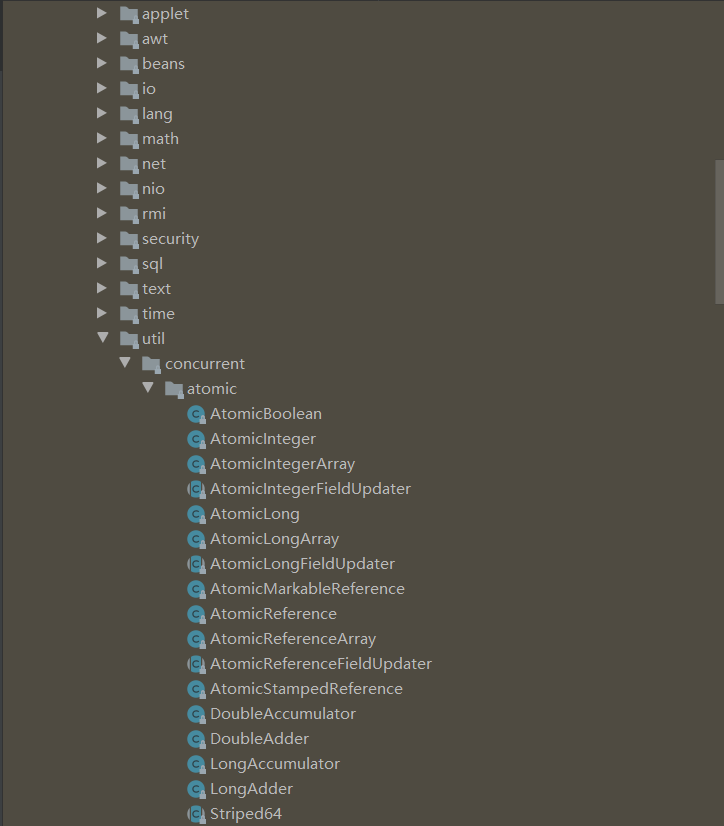 applet
awt
beans
io
lang
math
net
nio
rmi
security
sql
text
time
util
concurrent
atomic
AtomicBoolean
AtomicInteger
AtomicIntegerArray
AtomicIntegerFieldUpdater
AtomicLong
AtomicLongArray
AtomicLongFieldUpdater
AtomicMarkableReference
AtomicReference
AtomicReferenceArray
AtomicReferenceFieldUpdater
AtomicStampedReference
DoubleAccumulator
DoubleAdder
LongAccumulator
LongAdder
Striped64